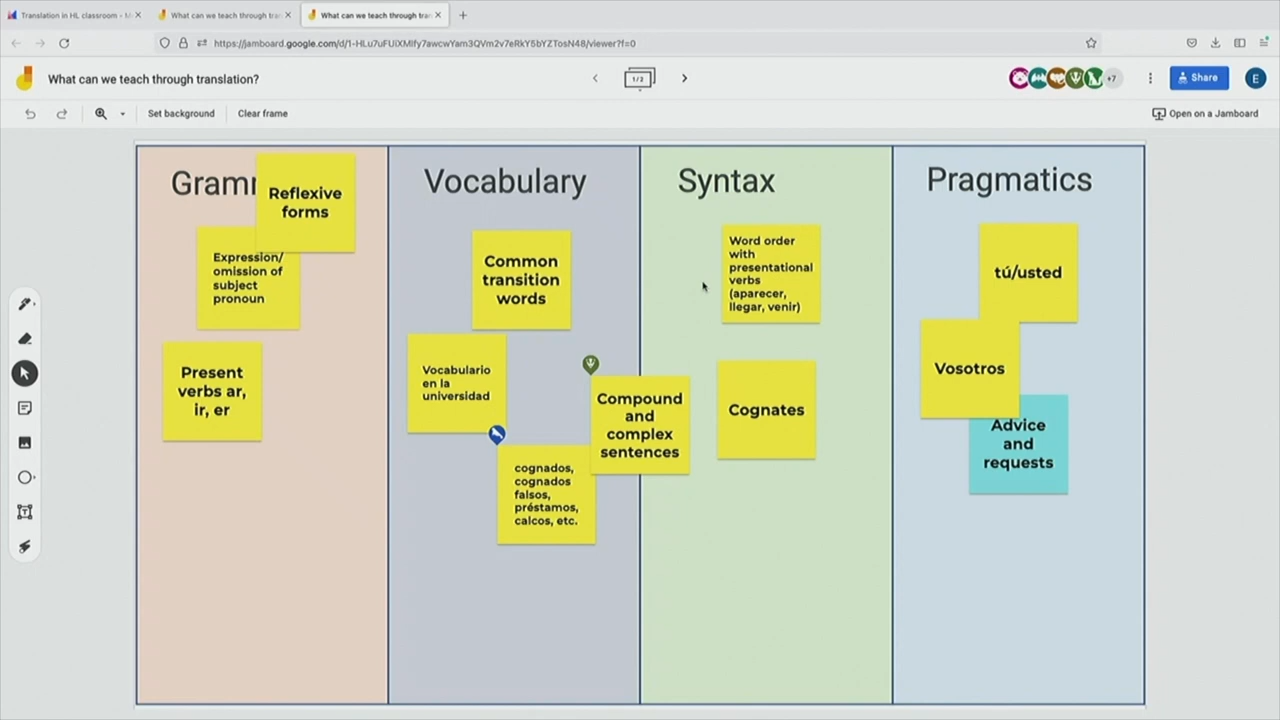 Translation in HL classroom - M
What can we teach through tran
What can we teach through tran
https://jamboard.google.com/d/1-HLu7uFUiXMlfy7awcwYam3QVm2v7eRkY5bYZTosN48/viewer?f=0
What can we teach through translation?
1/2
+7
Share
E
Set background
Clear frame
Open on a Jamboard
Gramm
Reflexive
forms
Expression/
omission of
subject
pronoun
Present
verbs ar,
ir, er
Vocabulary
Common
transition
words
Vocabulario
en la
universidad
cognados,
cognados
falsos,
préstamos,
calcos, etc.
Compound
and
complex
sentences
Syntax
Word order
with
presentational
verbs
(aparecer,
llegar, venir)
Cognates
Pragmatics
tú/usted
Vosotros
Advice
and
requests